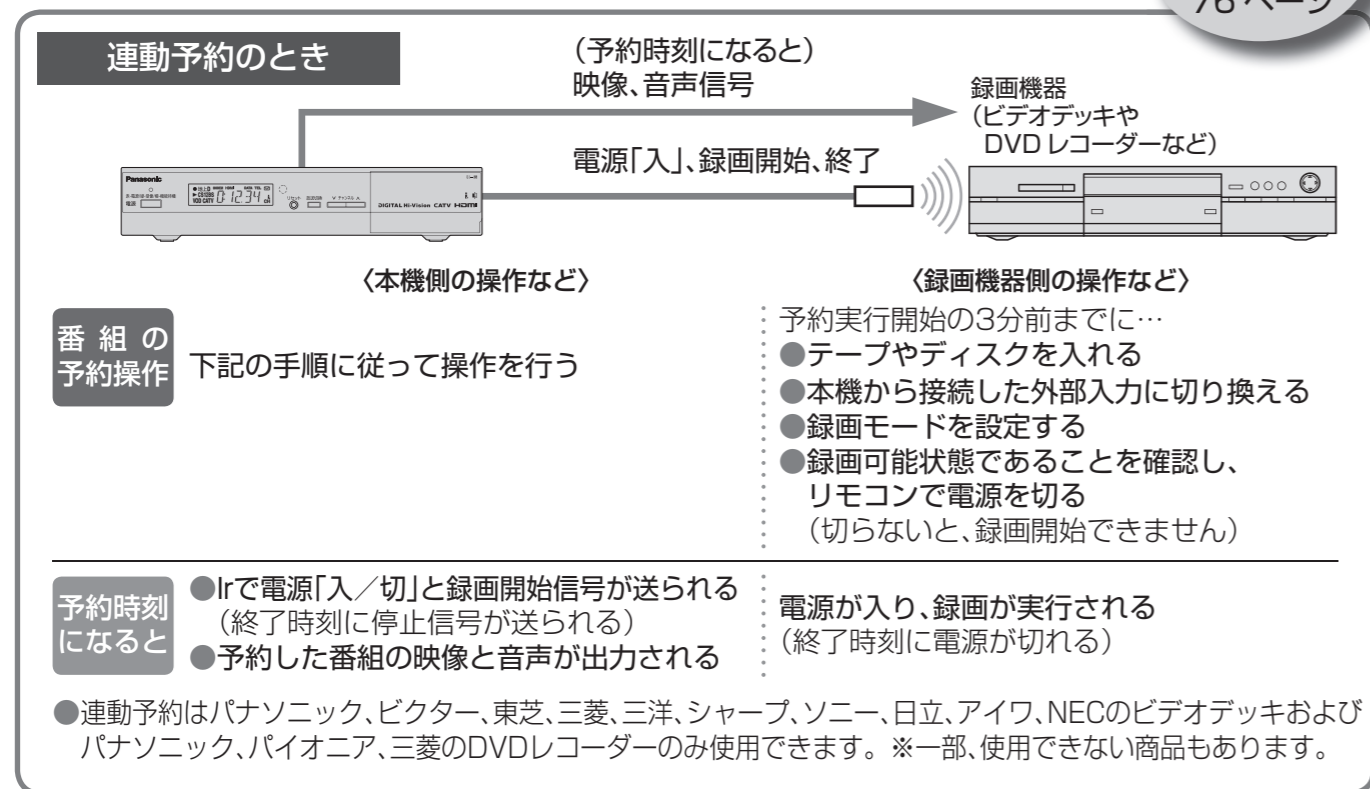 76 ページ
連動予約のとき
（予約時刻になると）
映像、音声信号
録画機器
（ビデオデッキや
DVD レコーダーなど）
電源「入」、録画開始、終了
Panasonic
電源
リセット
チャンネル
DIGITAL Hi-Vision CATV HDMI
〈本機側の操作など〉
〈録画機器側の操作など〉
番組の
予約操作
下記の手順に従って操作を行う
予約実行開始の3分前までに…
●テープやディスクを入れる
●本機から接続した外部入力に切り換える
●録画モードを設定する
●録画可能状態であることを確認し、
リモコンで電源を切る
（切らないと、録画開始できません）
予約時刻
になると
●Irで電源「入／切」と録画開始信号が送られる
（終了時刻に停止信号が送られる）
●予約した番組の映像と音声が出力される
電源が入り、録画が実行される
（終了時刻に電源が切れる）
●連動予約はパナソニック、ビクター、東芝、三菱、三洋、シャープ、ソニー、日立、アイワ、NECのビデオデッキおよび
パナソニック、パイオニア、三菱のDVDレコーダーのみ使用できます。※一部、使用できない商品もあります。